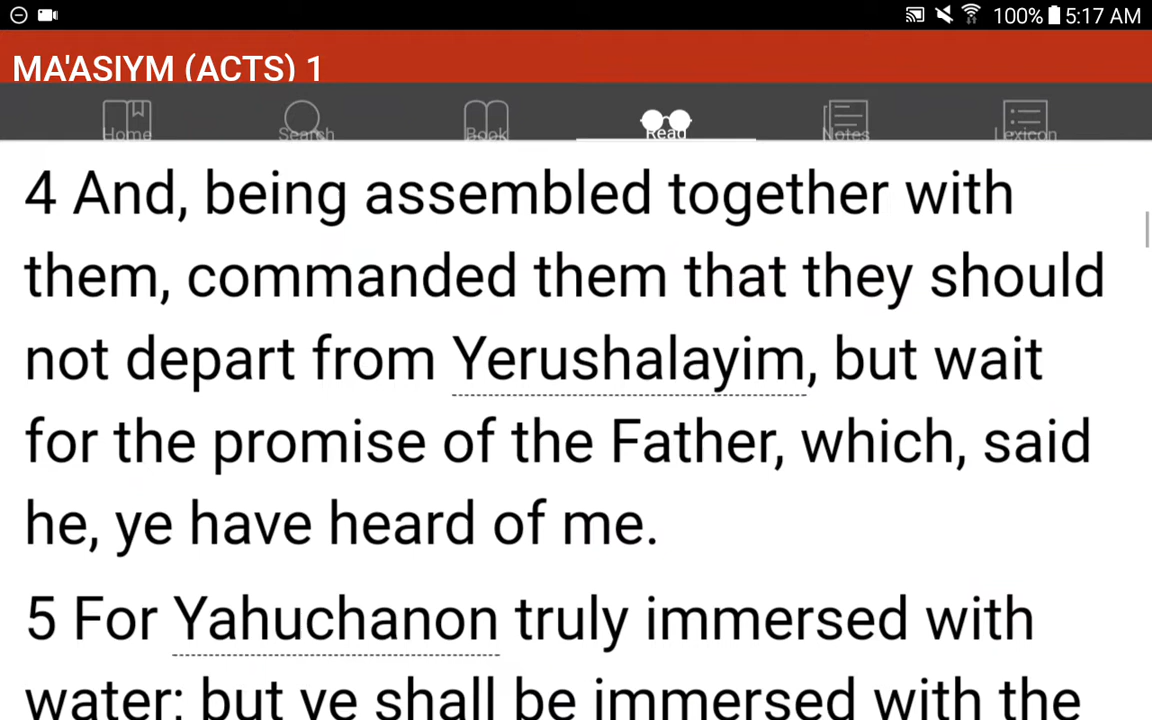 100% 5:17 AM
MA'ASIYM (ACTS) 1
Home Search Book Read Notes Lexicon
4 And, being assembled together with
them, commanded them that they should
not depart from Yerushalayim, but wait
for the promise of the Father, which, said
he, ye have heard of me.
5 For Yahuchanon truly immersed with
water; but ye shall be immersed with the